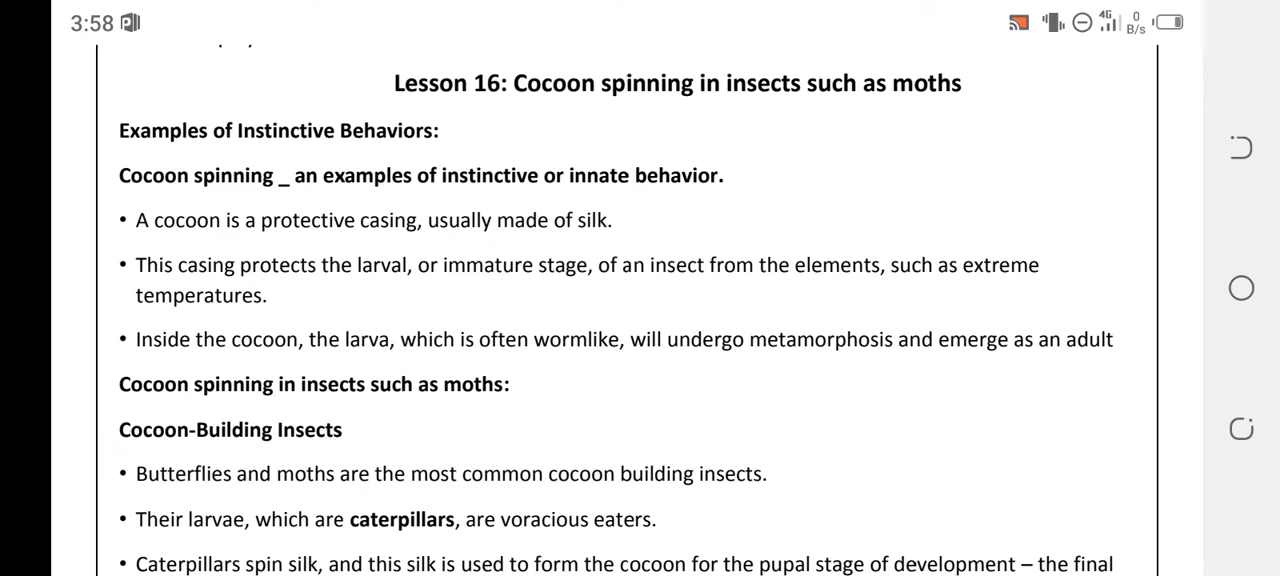 3:58
4G
0
B/s
Lesson 16: Cocoon spinning in insects such as moths
Examples of Instinctive Behaviors:
Cocoon spinning _ an examples of instinctive or innate behavior.
• A cocoon is a protective casing, usually made of silk.
• This casing protects the larval, or immature stage, of an insect from the elements, such as extreme
temperatures.
• Inside the cocoon, the larva, which is often wormlike, will undergo metamorphosis and emerge as an adult
Cocoon spinning in insects such as moths:
Cocoon-Building Insects
• Butterflies and moths are the most common cocoon building insects.
• Their larvae, which are caterpillars, are voracious eaters.
• Caterpillars spin silk, and this silk is used to form the cocoon for the pupal stage of development – the final